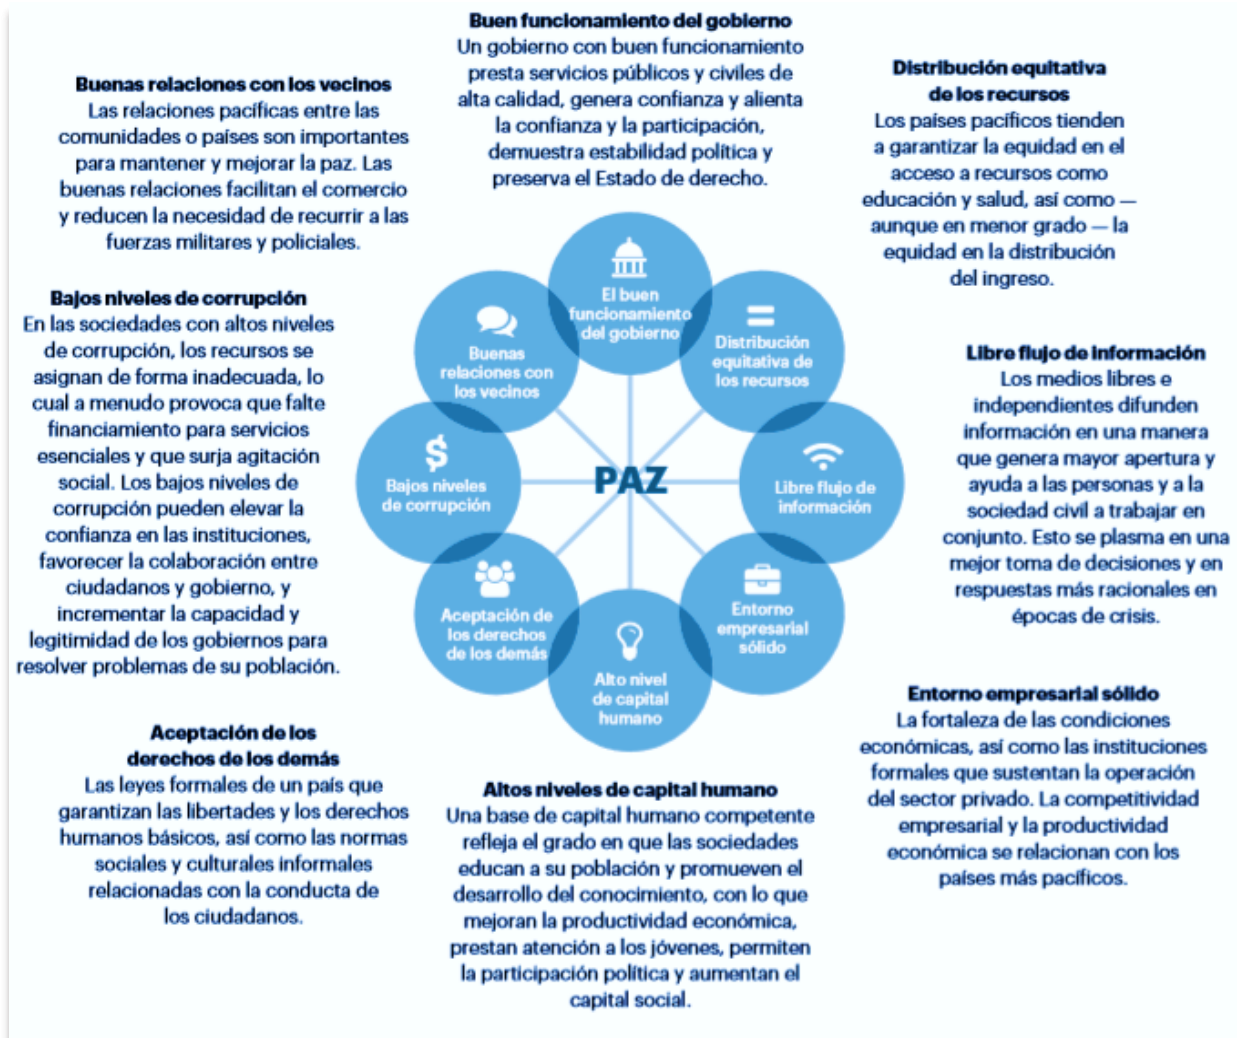 Buen funcionamiento del gobierno
Un gobierno con buen funcionamiento
presta servicios públicos y civiles de
alta calidad, genera confianza y alienta
la confianza y la participación,
demuestra estabilidad política y
preserva el Estado de derecho.
Distribución equitativa
de los recursos
Los países pacíficos tienden
a garantizar la equidad en el
acceso a recursos como
educación y salud, así como —
aunque en menor grado — la
equidad en la distribución
del ingreso.
Libre flujo de información
Los medios libres e
independientes difunden
información en una manera
que genera mayor apertura y
ayuda a las personas y a la
sociedad civil a trabajar en
conjunto. Esto se plasma en una
mejor toma de decisiones y en
respuestas más racionales en
épocas de crisis.
Entorno empresarial sólido
La fortaleza de las condiciones
económicas, así como las instituciones
formales que sustentan la operación
del sector privado. La competitividad
empresarial y la productividad
económica se relacionan con los
países más pacíficos.
Altos niveles de capital humano
Una base de capital humano competente
refleja el grado en que las sociedades
educan a su población y promueven el
desarrollo del conocimiento, con lo que
mejoran la productividad económica,
prestan atención a los jóvenes, permiten
la participación política y aumentan el
capital social.
Aceptación de los
derechos de los demás
Las leyes formales de un país que
garantizan las libertades y los derechos
humanos básicos, así como las normas
sociales y culturales informales
relacionadas con la conducta de
los ciudadanos.
Bajos niveles de corrupción
En las sociedades con altos niveles
de corrupción, los recursos se
asignan de forma inadecuada, lo
cual a menudo provoca que falte
financiamiento para servicios
esenciales y que surja agitación
social. Los bajos niveles de
corrupción pueden elevar la
confianza en las instituciones,
favorecer la colaboración entre
ciudadanos y gobierno, y
incrementar la capacidad y
legitimidad de los gobiernos para
resolver problemas de su población.
Buenas relaciones con los vecinos
Las relaciones pacíficas entre las
comunidades o países son importantes
para mantener y mejorar la paz. Las
buenas relaciones facilitan el comercio
y reducen la necesidad de recurrir a las
fuerzas militares y policiales.
El buen
funcionamiento
del gobierno
Distribución
equitativa de
los recursos
Libre flujo de
información
Entorno
empresarial
sólido
Alto nivel
de capital
humano
Aceptación de
los derechos
de los demás
Bajos niveles
de corrupción
Buenas
relaciones con
los vecinos
PAZ